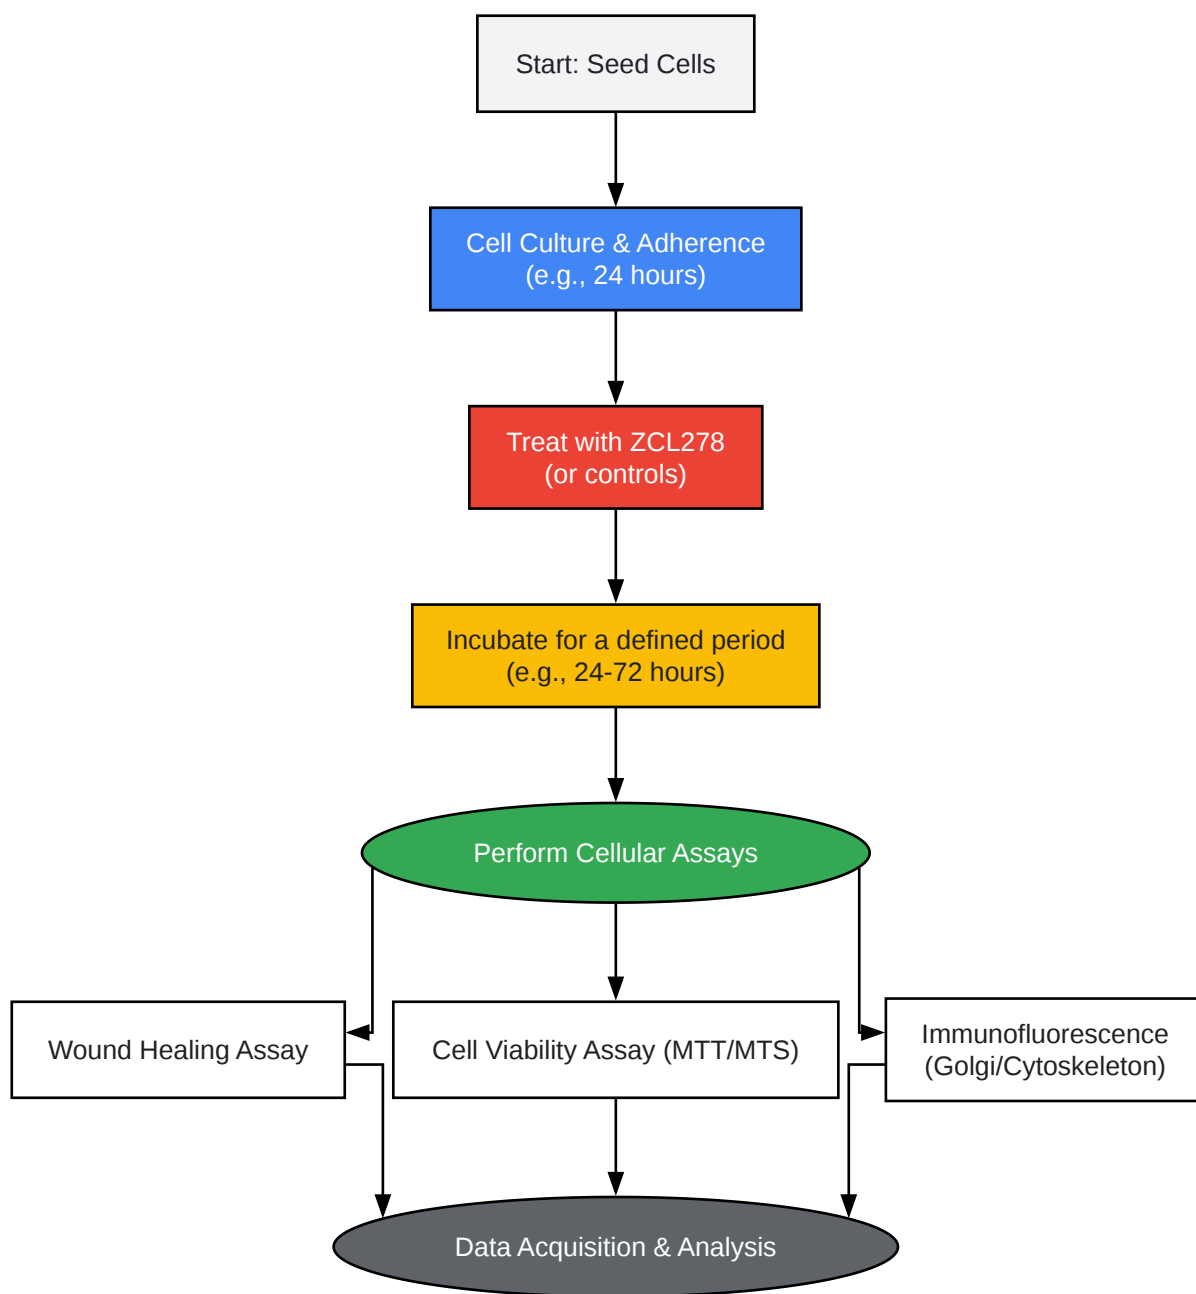 Start: Seed Cells
Cell Culture & Adherence
(e.g., 24 hours)
Treat with ZCL278
(or controls)
Incubate for a defined period
(e.g., 24-72 hours)
Perform Cellular Assays
Wound Healing Assay
Cell Viability Assay (MTT/MTS)
Immunofluorescence
(Golgi/Cytoskeleton)
Data Acquisition & Analysis